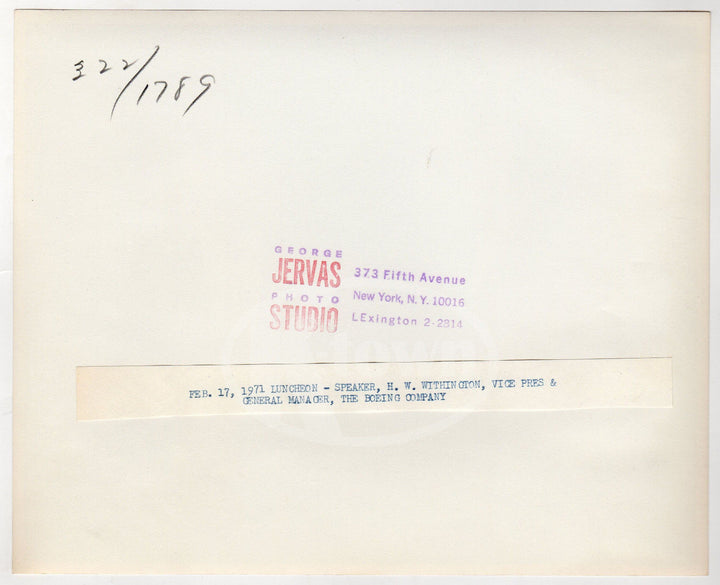 322/1789
GEORGE
JERVAS
PHOTO
STUDIO
373 Fifth Avenue
New York, N. Y. 10016
LExington 2-2314
FEB. 17, 1971 LUNCHEON - SPEAKER, H. W. WITHINGTON, VICE PRES &
GENERAL MANAGER, THE BOEING COMPANY